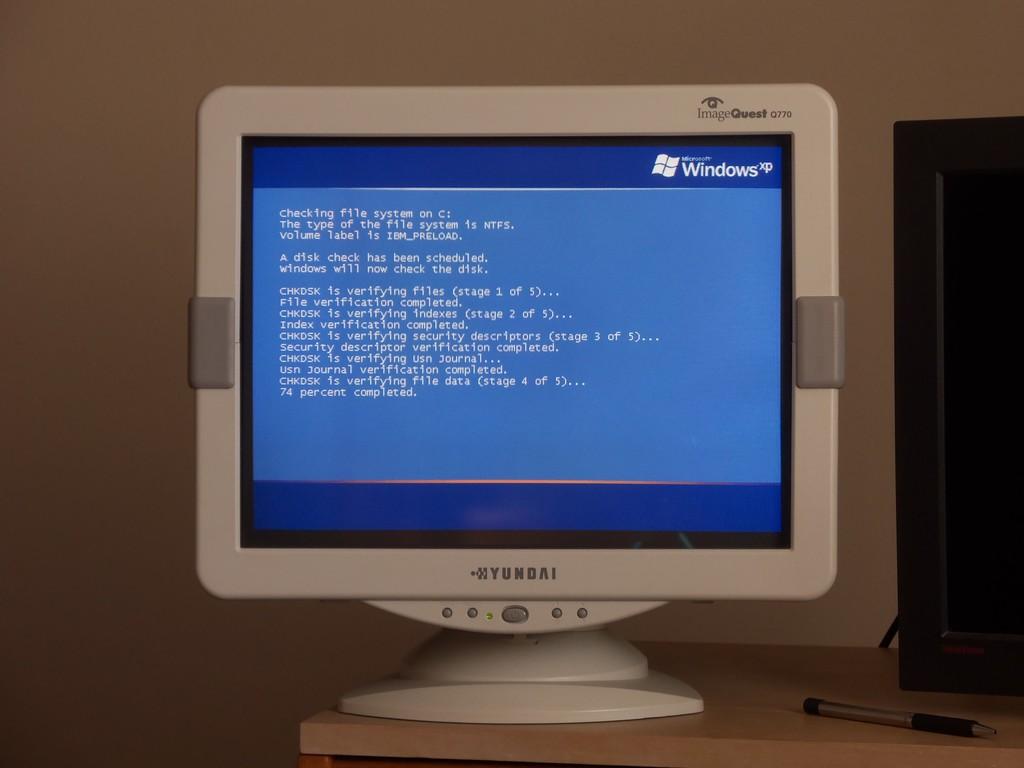 ImageQuest Q770
Microsoft
Windows xp
Checking file system on C:
The type of the file system is NTFS.
Volume label is IBM_PRELOAD.
A disk check has been scheduled.
Windows will now check the disk.
CHKDSK is verifying files (stage 1 of 5)...
File verification completed.
CHKDSK is verifying indexes (stage 2 of 5)...
Index verification completed.
CHKDSK is verifying security descriptors (stage 3 of 5)...
Security descriptor verification completed.
CHKDSK is verifying Usn Journal...
Usn Journal verification completed.
CHKDSK is verifying file data (stage 4 of 5)...
74 percent completed.
HYUNDAI